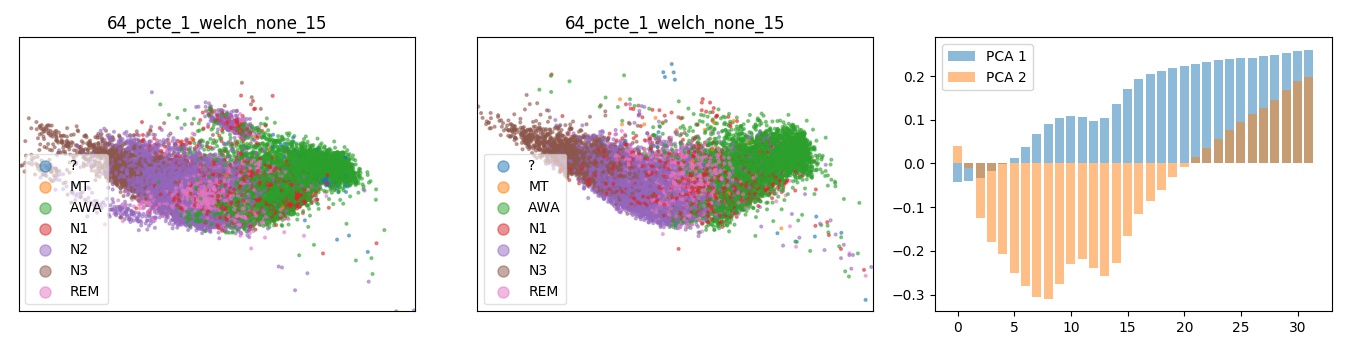 64_pcte_1_welch_none_15
?
MT
AWA
N1
N2
N3
REM
64_pcte_1_welch_none_15
?
MT
AWA
N1
N2
N3
REM
PCA 1
PCA 2
0.2
0.1
0.0
−0.1
−0.2
−0.3
0 5 10 15 20 25 30